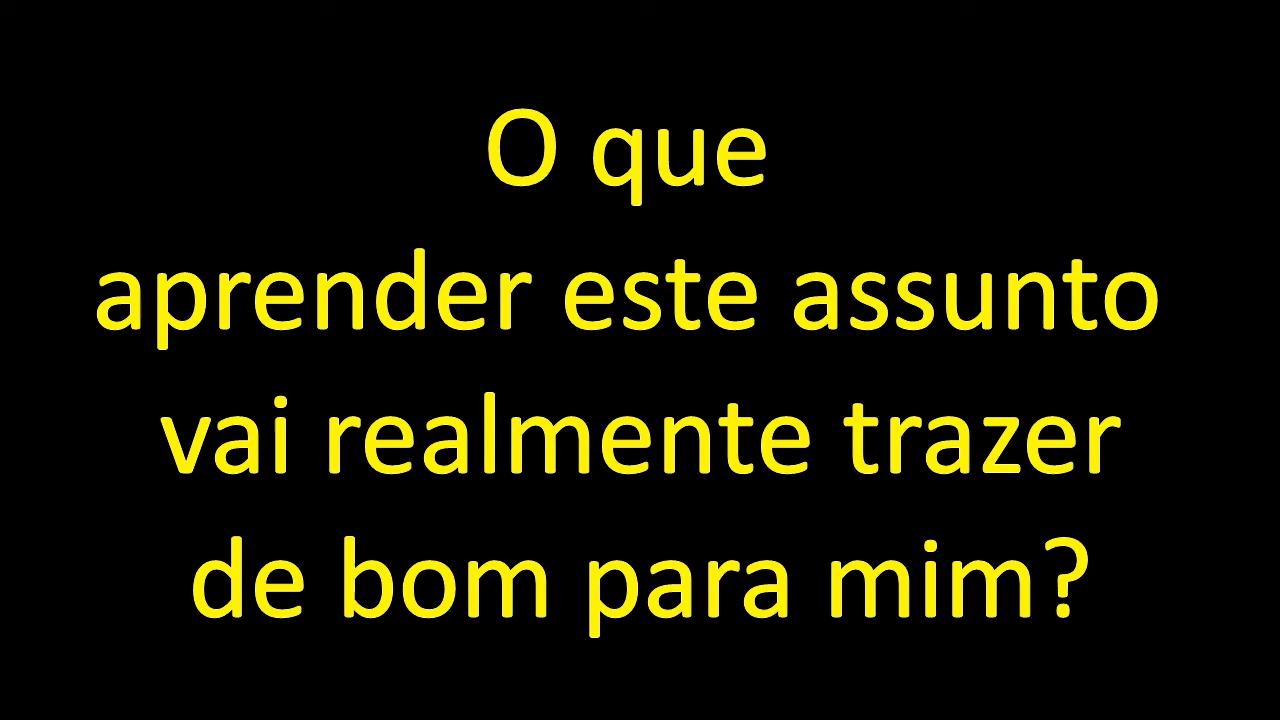 O que
aprender este assunto
vai realmente trazer
de bom para mim?